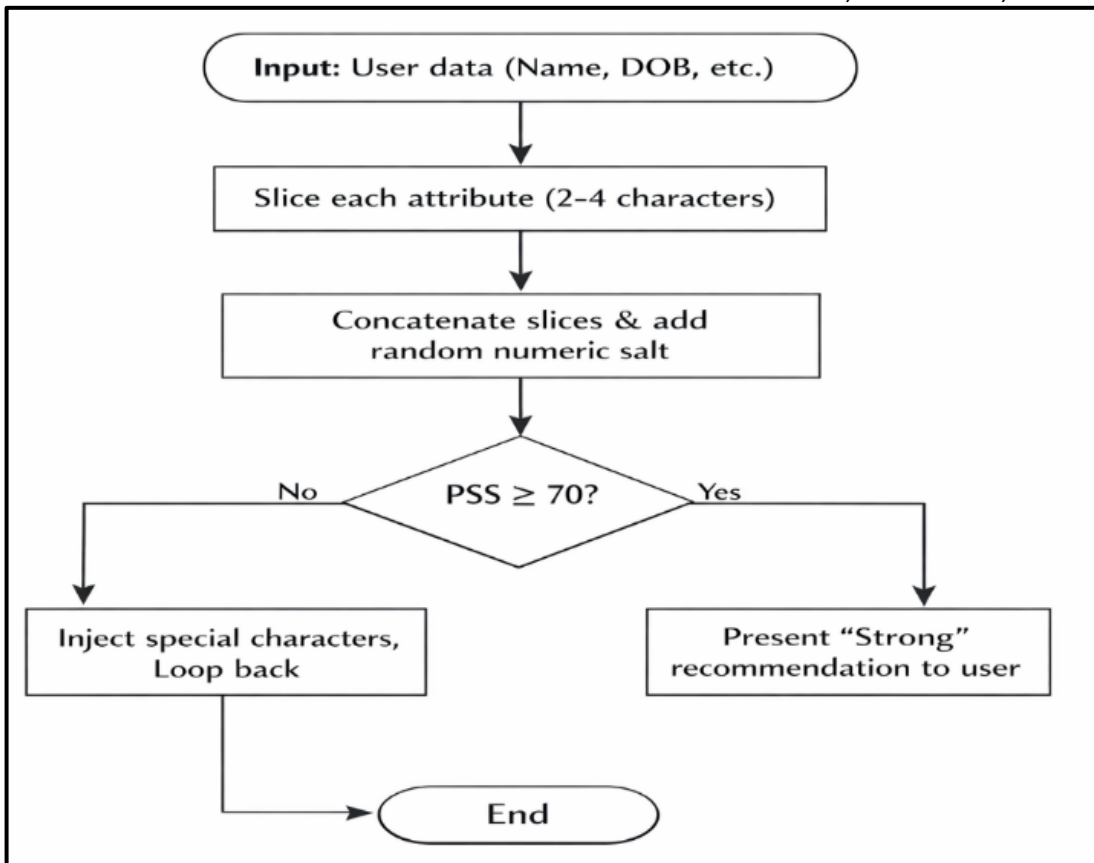 Input: User data (Name, DOB, etc.)
Slice each attribute (2–4 characters)
Concatenate slices & add
random numeric salt
PSS ≥ 70?
No
Yes
Inject special characters,
Loop back
Present “Strong”
recommendation to user
End